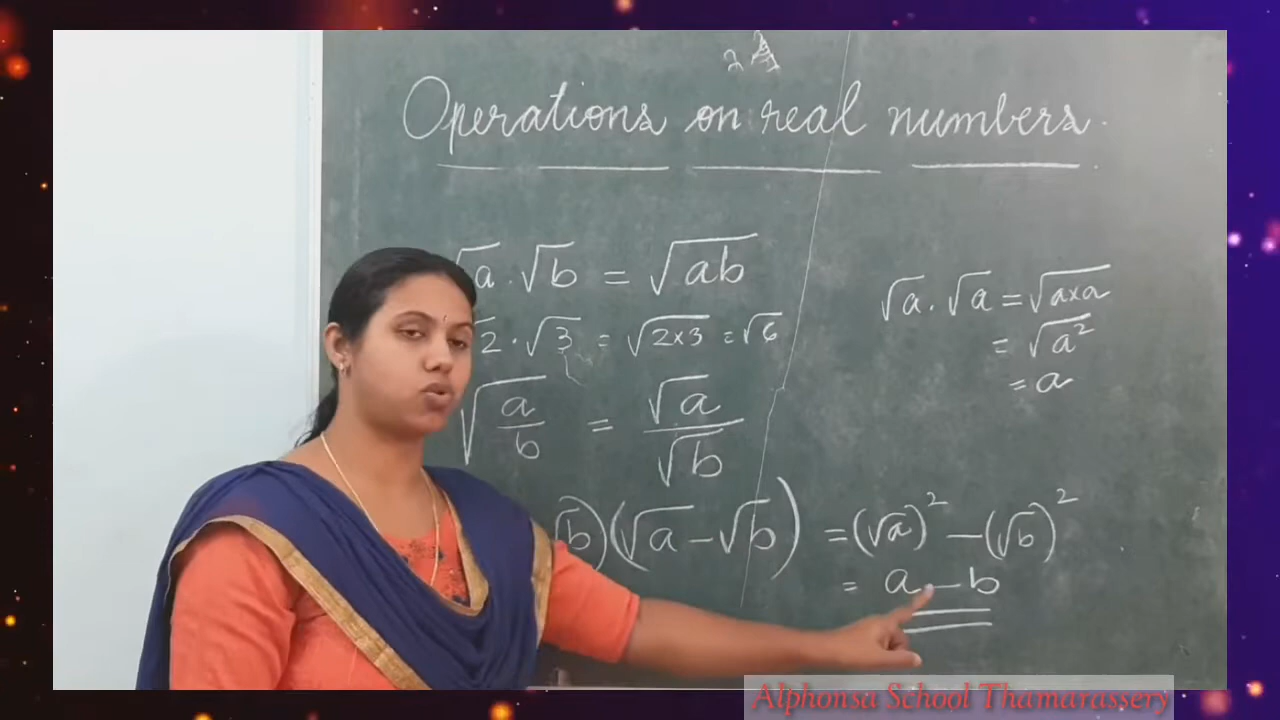 Operations on real numbers.
√a . √b = √ab
√2 . √3 = √2×3 = √6
√a/b = √a/√b
√b)(√a - √b) = (√a)² - (√b)²
= a - b
√a . √a = √a×a
= √a²
= a
Alphonsa School Thamarassery